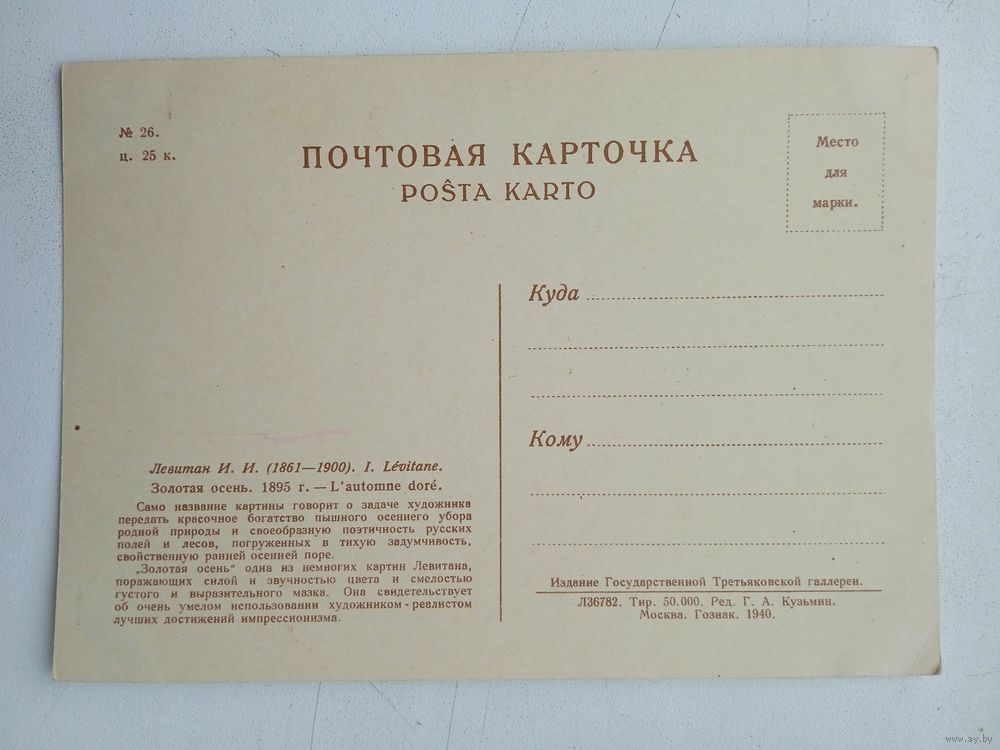 № 26.
ц. 25 к.
ПОЧТОВАЯ КАРТОЧКА
POŜTA KARTO
Место
для
марки.
Левитан И. И. (1861—1900). I. Lévitane.
Золотая осень. 1895 г. — L'automne doré.
Само название картины говорит о задаче художника
передать красочное богатство пышного осеннего убора
родной природы и своеобразную поэтичность русских
полей и лесов, погруженных в тихую задумчивость,
свойственную ранней осенней поре.
„Золотая осень“ одна из немногих картин Левитана,
поражающих силой и звучностью цвета и смелостью
густого и выразительного мазка. Она свидетельствует
об очень умелом использовании художником-реалистом
лучших достижений импрессионизма.
Куда
Кому
Издание Государственной Третьяковской галлереи.
Л36782. Тир. 50.000. Ред. Г. А. Кузьмин.
Москва. Гознак. 1940.
www.ay.by